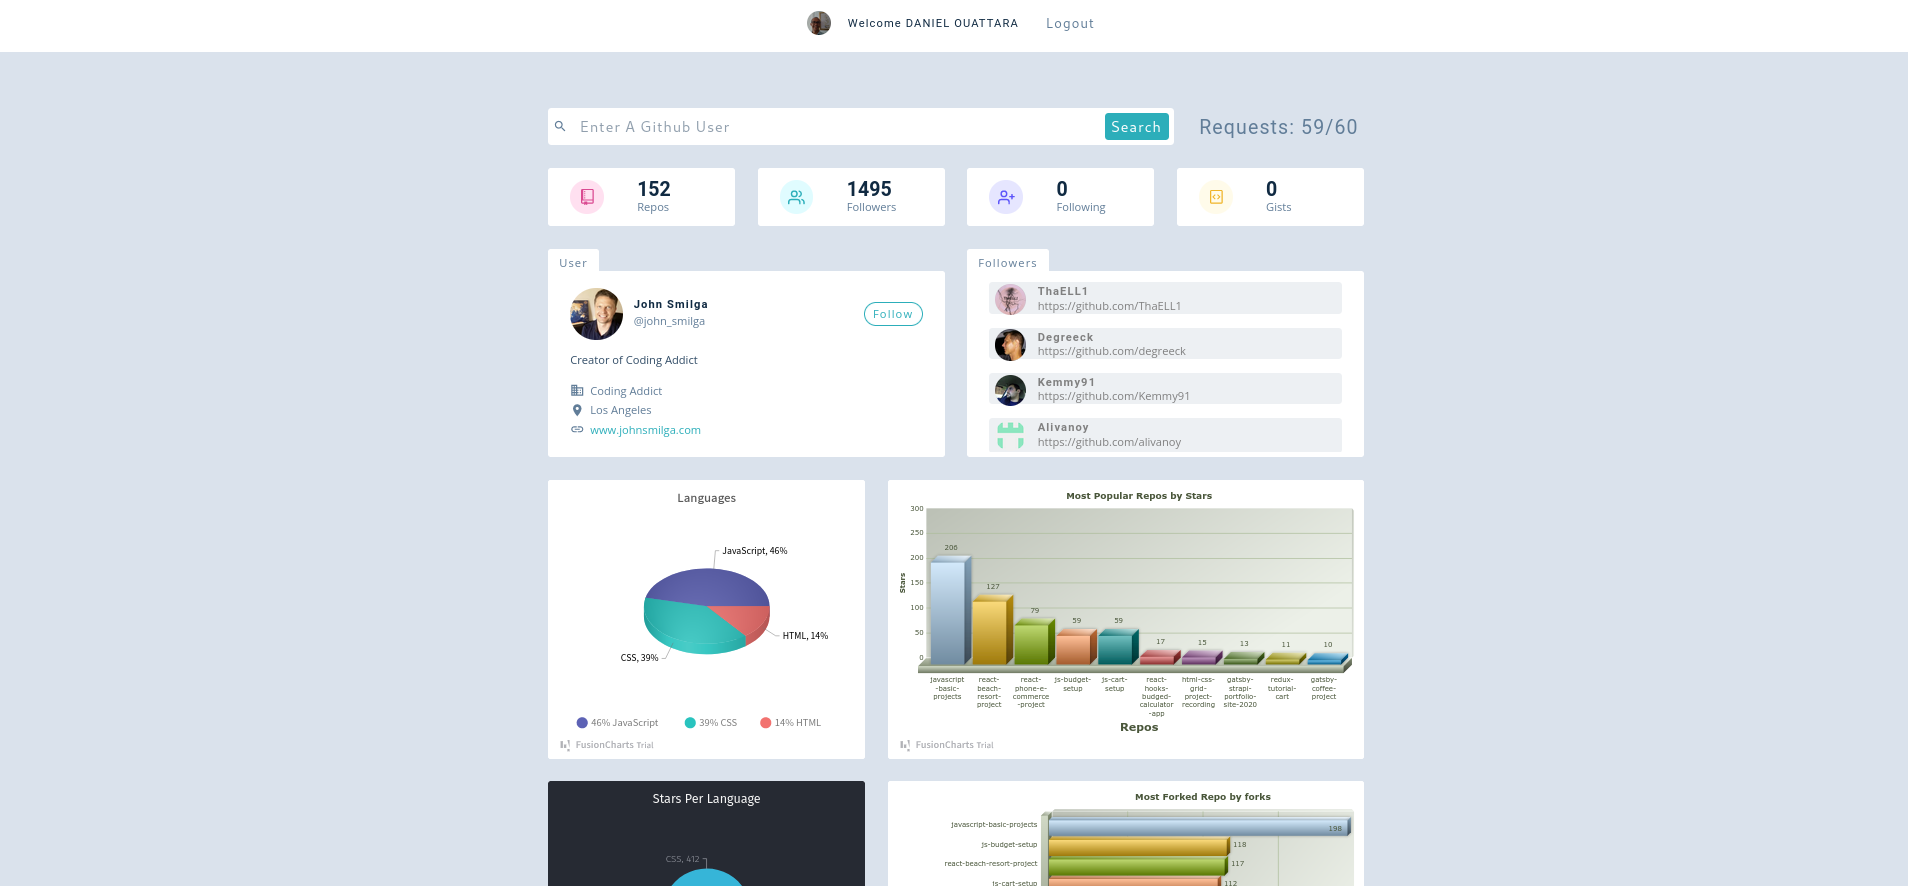 Welcome DANIEL OUATTARA
Logout
Enter A Github User
Search
Requests: 59/60
152
Repos
1495
Followers
0
Following
0
Gists
User
John Smilga
@john_smilga
Follow
Creator of Coding Addict
Coding Addict
Los Angeles
www.johnsmilga.com
Followers
ThaELL1
https://github.com/ThaELL1
Degreeck
https://github.com/degreeck
Kemmy91
https://github.com/Kemmy91
Alivanoy
https://github.com/alivanoy
Languages
JavaScript, 46%
HTML, 14%
CSS, 39%
46% JavaScript
39% CSS
14% HTML
FusionCharts Trial
Most Popular Repos by Stars
Stars
300
250
200
150
100
50
0
206
127
79
59
59
17
15
13
11
10
javascript
-basic-
projects
react-
beach-
resort-
project
react-
phone-e-
commerce
-project
js-budget-
setup
js-cart-
setup
react-
hooks-
budged-
calculator
-app
html-css-
grid-
project-
recording
gatsby-
strapi-
portfolio-
site-2020
redux-
tutorial-
cart
gatsby-
coffee-
project
Repos
FusionCharts Trial
Stars Per Language
CSS, 412
Most Forked Repo by forks
javascript-basic-projects
198
js-budget-setup
118
react-beach-resort-project
117
js-cart-setup
112